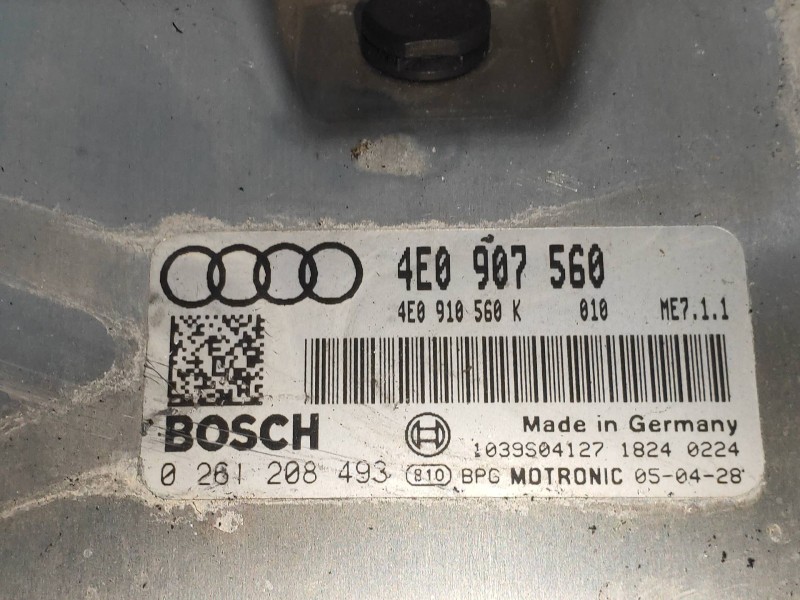 4E0 907 560
4E0 910 560 K 010 ME7.1.1
BOSCH
Made in Germany
1039S04127 1824 0224
0 261 208 493 810 BPG MOTRONIC 05-04-28